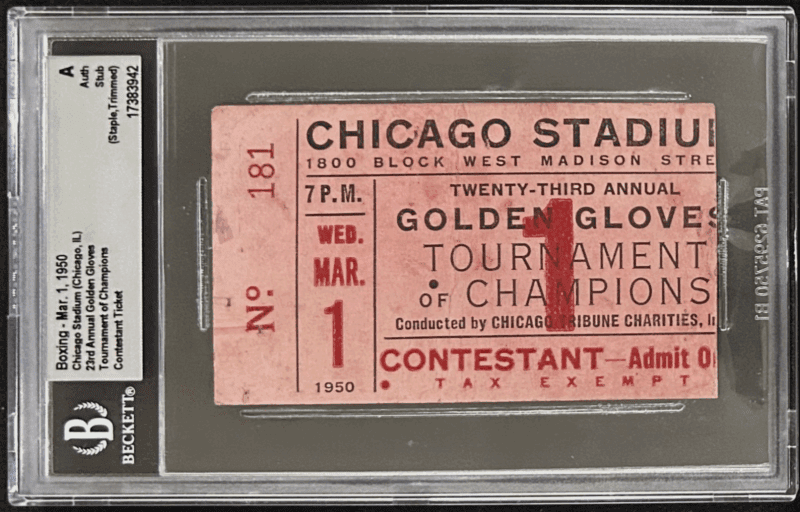 A
Auth
Stub
(Staple,Trimmed)
17383942
Boxing - Mar. 1, 1950
Chicago Stadium (Chicago, IL)
23rd Annual Golden Gloves
Tournament of Champions
Contestant Ticket
B
BECKETT®
No. 181
CHICAGO STADIU
1800 BLOCK WEST MADISON STRE
7 P.M.
WED.
MAR.
1
1950
TWENTY-THIRD ANNUAL
GOLDEN GLOVES
TOURNAMENT
OF CHAMPIONS
1
Conducted by CHICAGO TRIBUNE CHARITIES, I
CONTESTANT—Admit O
TAX EXEMPT